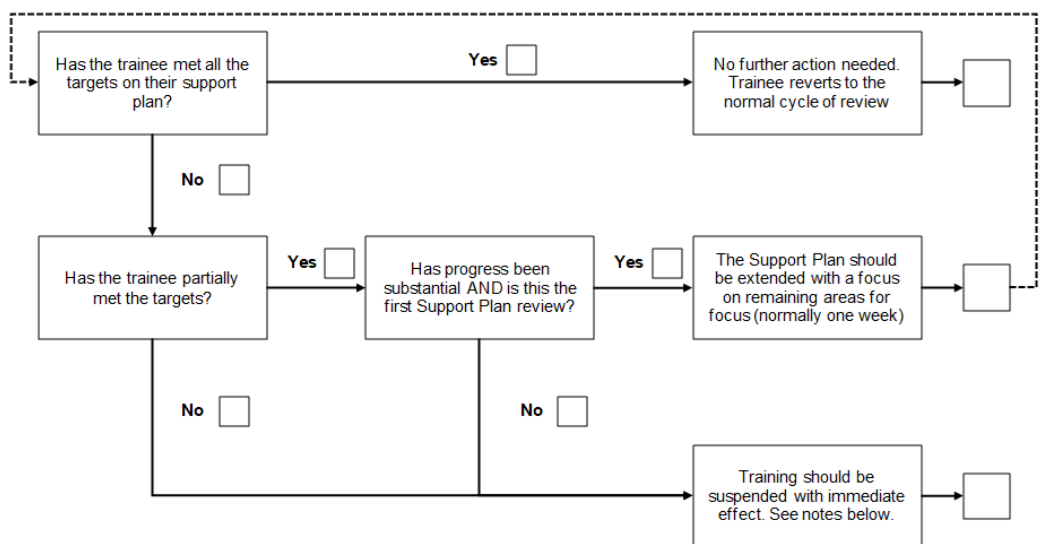 Has the trainee met all the
targets on their support
plan?
Yes
No further action needed.
Trainee reverts to the
normal cycle of review
No
Has the trainee partially
met the targets?
Yes
Has progress been
substantial AND is this the
first Support Plan review?
Yes
The Support Plan should
be extended with a focus
on remaining areas for
focus (normally one week)
No
No
Training should be
suspended with immediate
effect. See notes below.